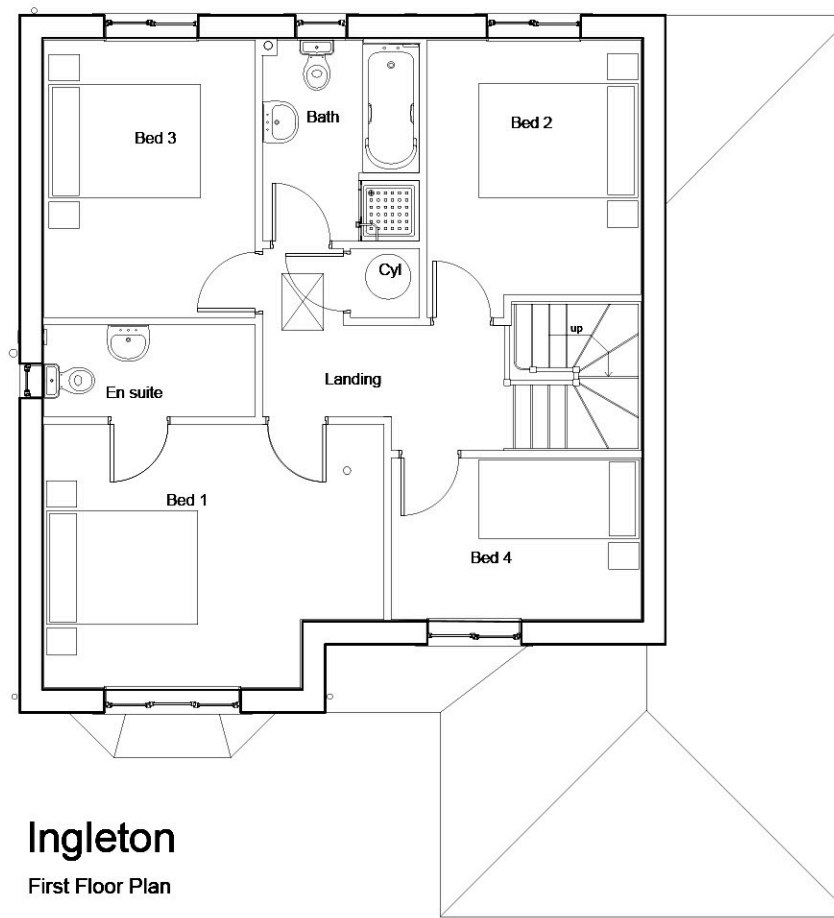 Bed 3
Bath
Bed 2
Cyl
up
Landing
En suite
Bed 1
Bed 4
Ingleton
First Floor Plan